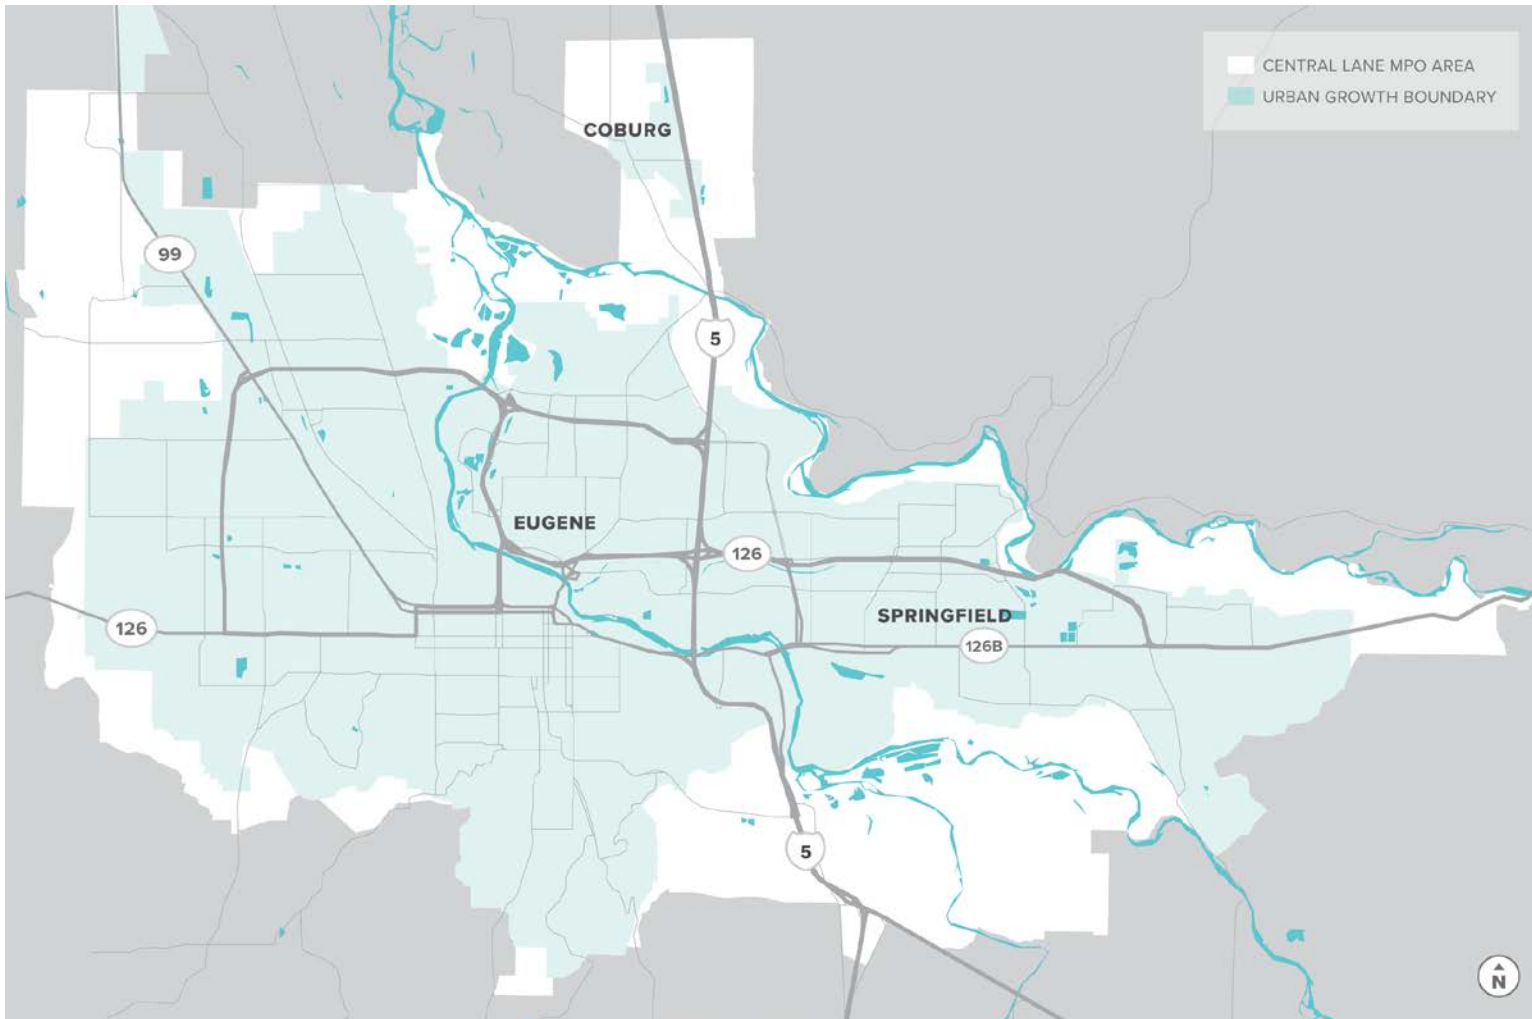 CENTRAL LANE MPO AREA
URBAN GROWTH BOUNDARY
COBURG
99
5
EUGENE
126
SPRINGFIELD
126
126B
5
N